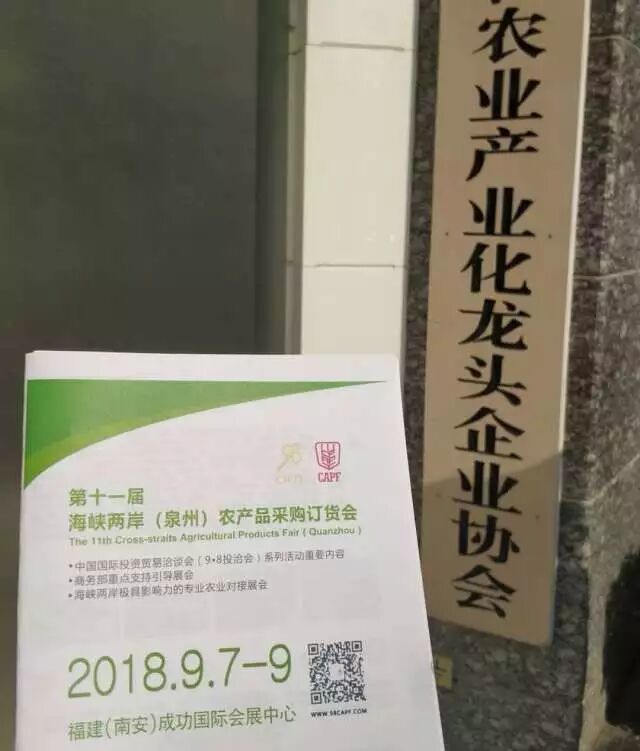 农业产业化龙头企业协会
CIFIT
CAPF
第十一届
海峡两岸（泉州）农产品采购订货会
The 11th Cross-straits Agricultural Products Fair（Quanzhou）
•中国国际投资贸易洽谈会（9•8投洽会）系列活动重要内容
•商务部重点支持引导展会
•海峡两岸极具影响力的专业农业对接展会
2018.9.7-9
WWW.98CAPF.COM
福建(南安)成功国际会展中心